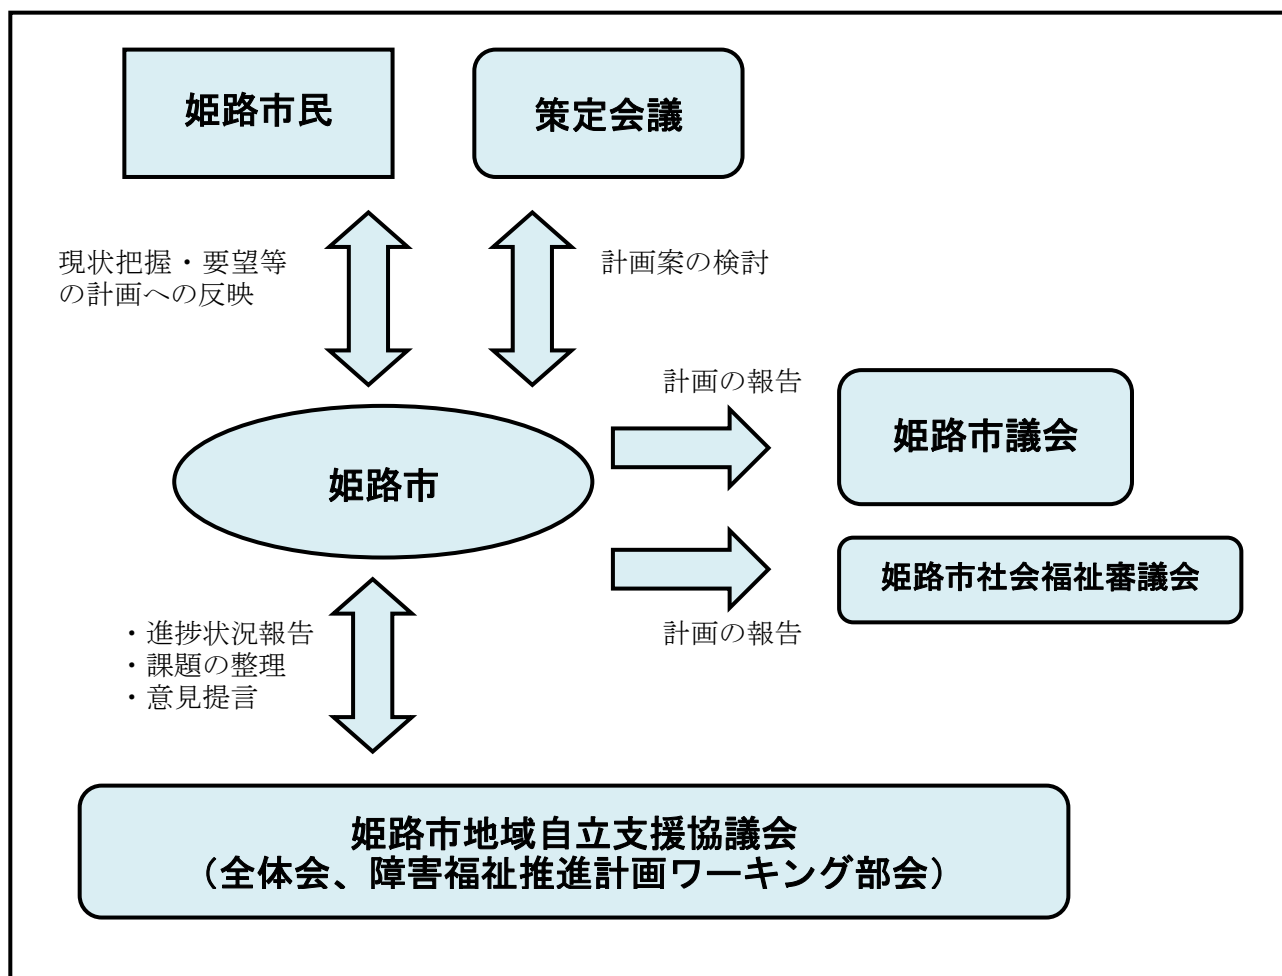 姫路市民
策定会議
現状把握・要望等
の計画への反映
計画案の検討
計画の報告
姫路市議会
姫路市
姫路市社会福祉審議会
計画の報告
・進捗状況報告
・課題の整理
・意見提言
姫路市地域自立支援協議会
（全体会、障害福祉推進計画ワーキング部会）